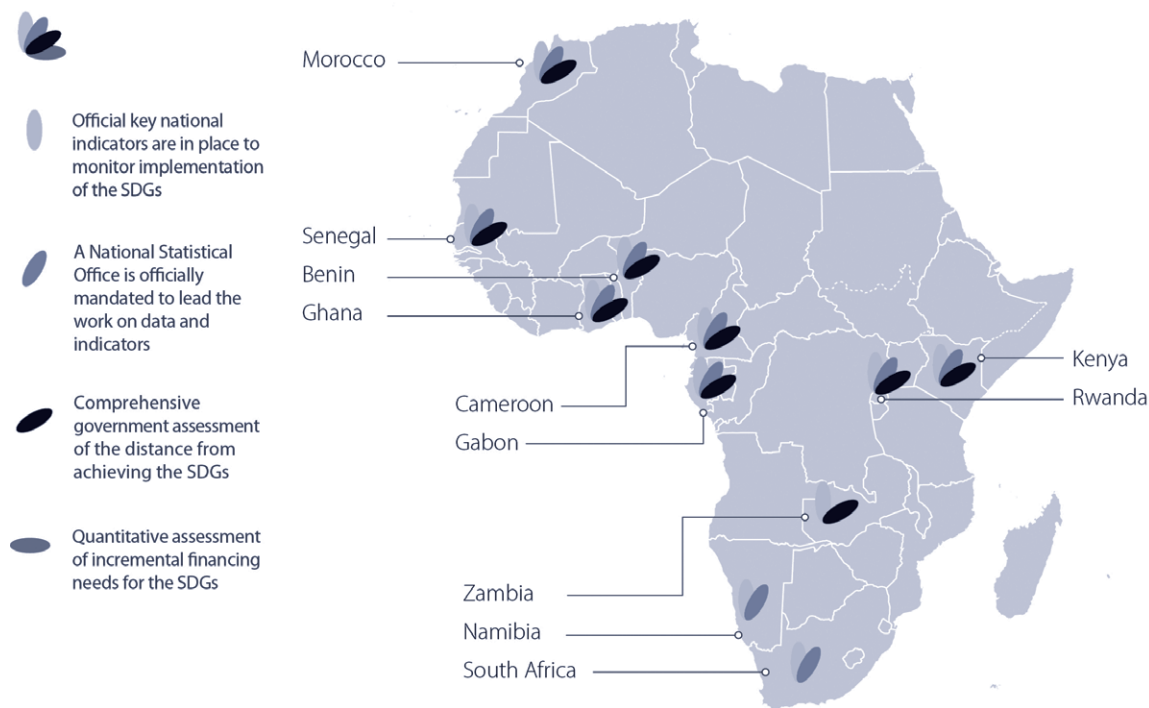 Official key national
indicators are in place to
monitor implementation
of the SDGs
A National Statistical
Office is officially
mandated to lead the
work on data and
indicators
Comprehensive
government assessment
of the distance from
achieving the SDGs
Quantitative assessment
of incremental financing
needs for the SDGs
Morocco
Senegal
Benin
Ghana
Cameroon
Gabon
Kenya
Rwanda
Zambia
Namibia
South Africa